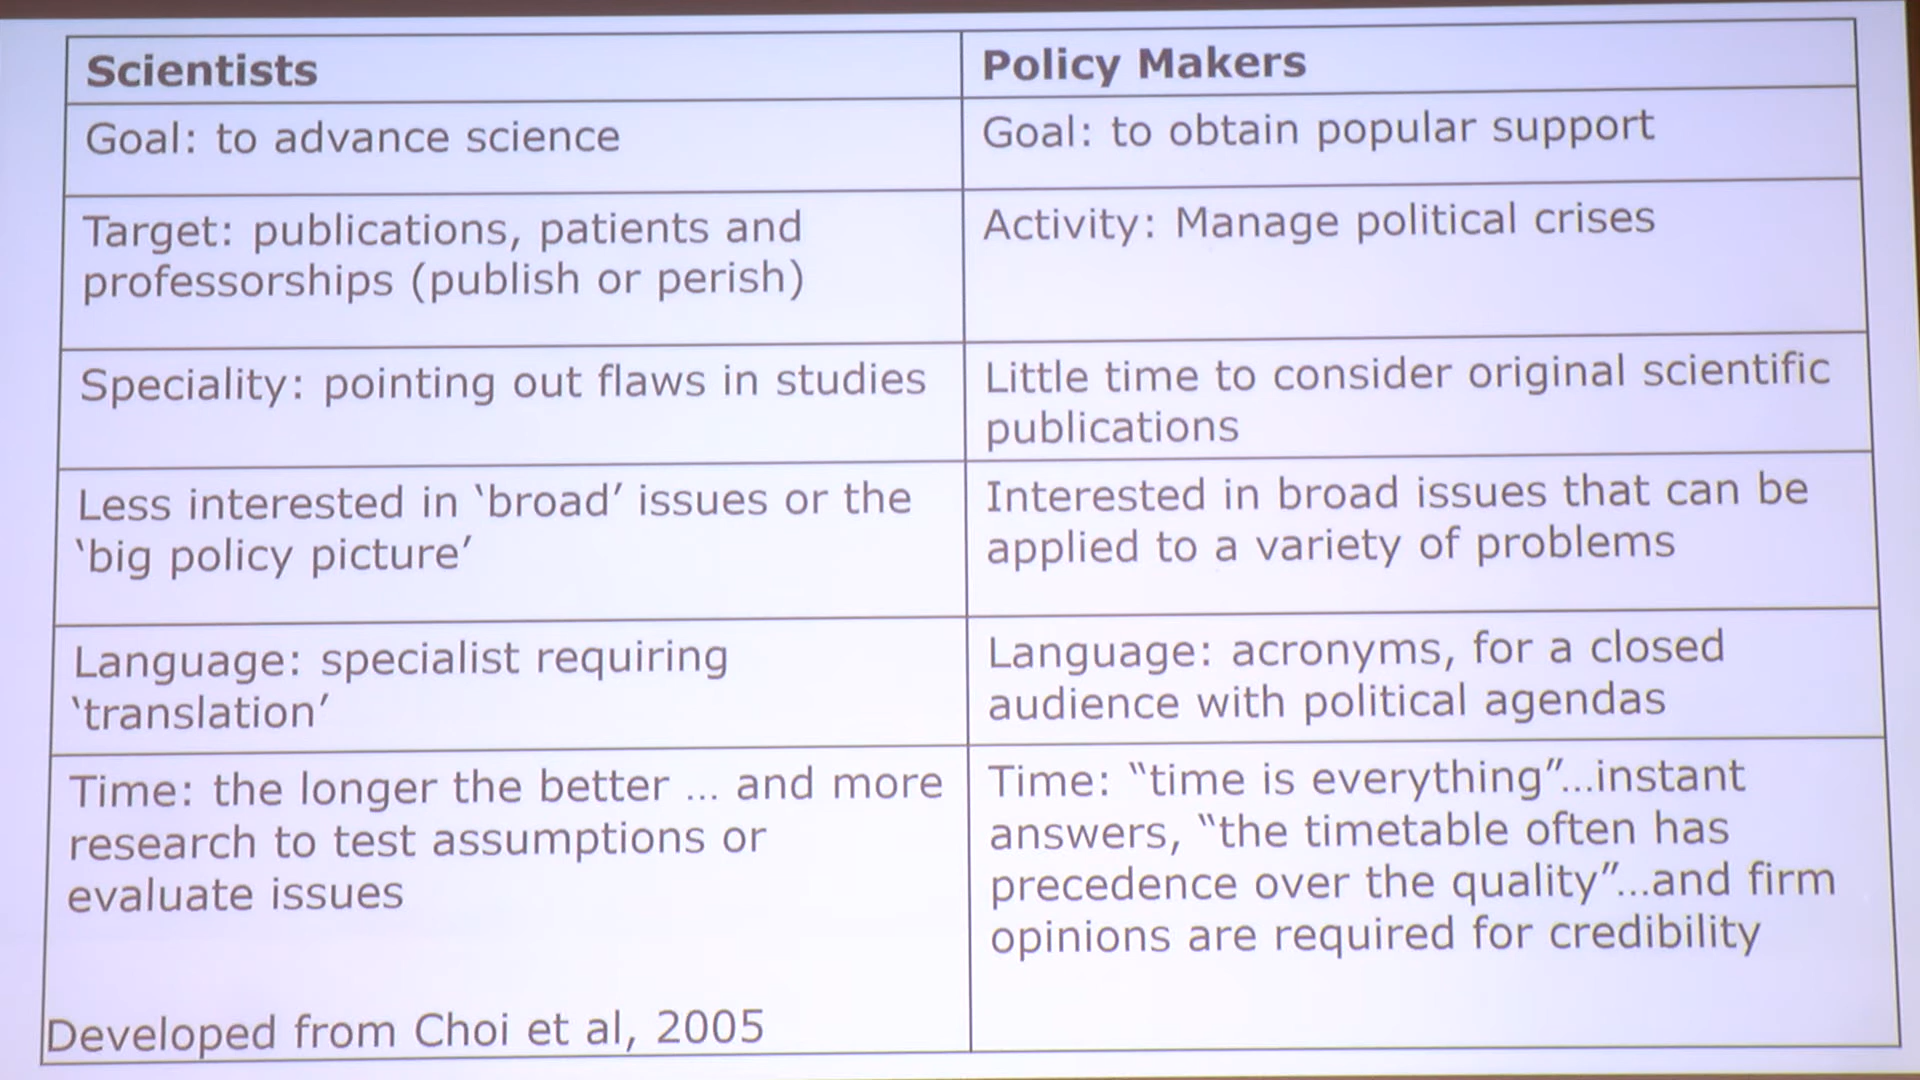 Scientists
Policy Makers
Goal: to advance science
Goal: to obtain popular support
Target: publications, patients and
professorships (publish or perish)
Activity: Manage political crises
Speciality: pointing out flaws in studies
Little time to consider original scientific
publications
Less interested in ‘broad’ issues or the
‘big policy picture’
Interested in broad issues that can be
applied to a variety of problems
Language: specialist requiring
‘translation’
Language: acronyms, for a closed
audience with political agendas
Time: the longer the better ... and more
research to test assumptions or
evaluate issues
Time: “time is everything”...instant
answers, “the timetable often has
precedence over the quality”...and firm
opinions are required for credibility
Developed from Choi et al, 2005